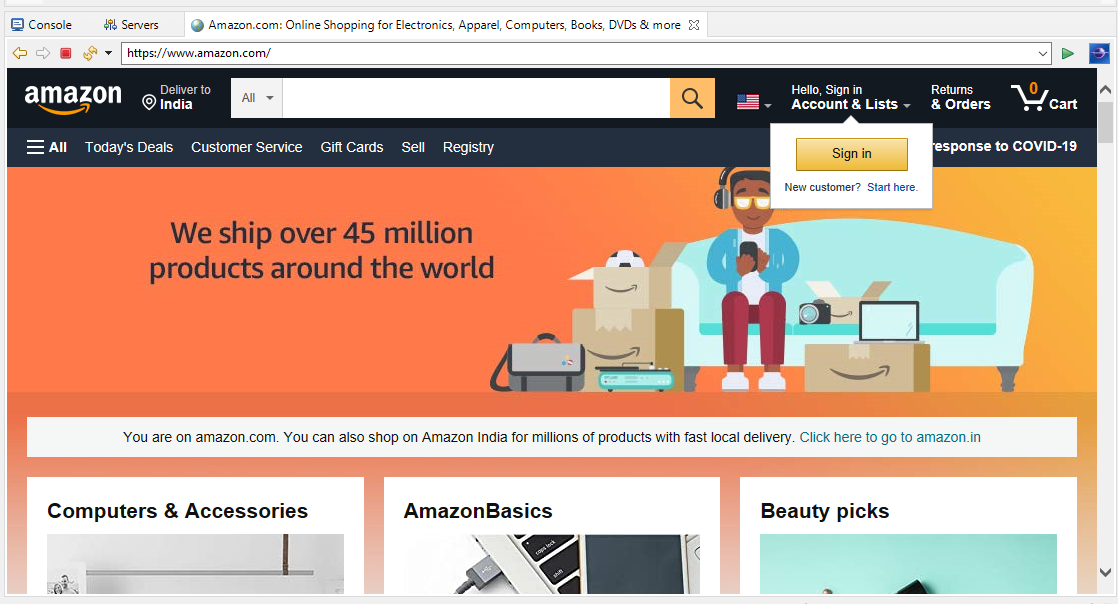 Console
Servers
Amazon.com: Online Shopping for Electronics, Apparel, Computers, Books, DVDs & more
https://www.amazon.com/
amazon
Deliver to
India
All
Hello, Sign in
Account & Lists
Returns
& Orders
0
Cart
All
Today's Deals
Customer Service
Gift Cards
Sell
Registry
response to COVID-19
Sign in
New customer? Start here.
We ship over 45 million
products around the world
You are on amazon.com. You can also shop on Amazon India for millions of products with fast local delivery. Click here to go to amazon.in
Computers & Accessories
AmazonBasics
Beauty picks
caps lock
shift